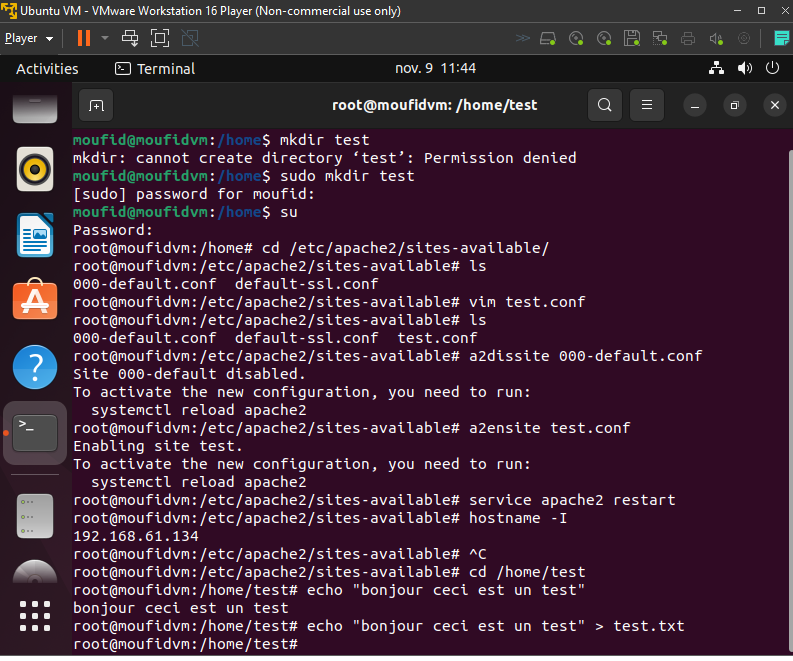 Ubuntu VM - VMware Workstation 16 Player (Non-commercial use only)
Player
Activities
Terminal
nov. 9 11:44
root@moufidvm: /home/test
moufid@moufidvm:/home$ mkdir test
mkdir: cannot create directory ‘test’: Permission denied
moufid@moufidvm:/home$ sudo mkdir test
[sudo] password for moufid:
moufid@moufidvm:/home$ su
Password:
root@moufidvm:/home# cd /etc/apache2/sites-available/
root@moufidvm:/etc/apache2/sites-available# ls
000-default.conf  default-ssl.conf
root@moufidvm:/etc/apache2/sites-available# vim test.conf
root@moufidvm:/etc/apache2/sites-available# ls
000-default.conf  default-ssl.conf  test.conf
root@moufidvm:/etc/apache2/sites-available# a2dissite 000-default.conf
Site 000-default disabled.
To activate the new configuration, you need to run:
  systemctl reload apache2
root@moufidvm:/etc/apache2/sites-available# a2ensite test.conf
Enabling site test.
To activate the new configuration, you need to run:
  systemctl reload apache2
root@moufidvm:/etc/apache2/sites-available# service apache2 restart
root@moufidvm:/etc/apache2/sites-available# hostname -I
192.168.61.134
root@moufidvm:/etc/apache2/sites-available# ^C
root@moufidvm:/etc/apache2/sites-available# cd /home/test
root@moufidvm:/home/test# echo "bonjour ceci est un test"
bonjour ceci est un test
root@moufidvm:/home/test# echo "bonjour ceci est un test" > test.txt
root@moufidvm:/home/test#